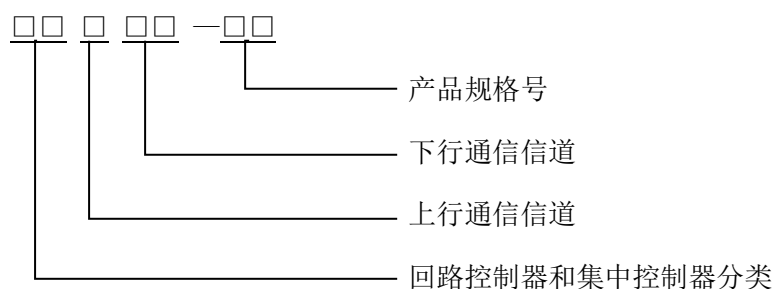 □□ □ □□ —□□
产品规格号
下行通信信道
上行通信信道
回路控制器和集中控制器分类